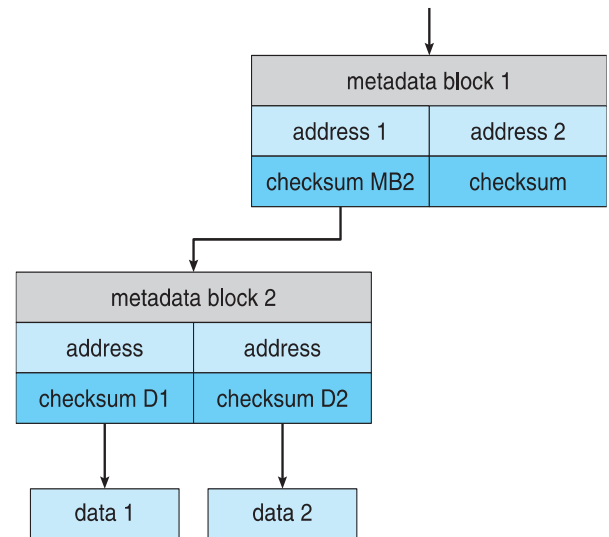 metadata block 1
address 1 address 2
checksum MB2 checksum
metadata block 2
address address
checksum D1 checksum D2
data 1 data 2